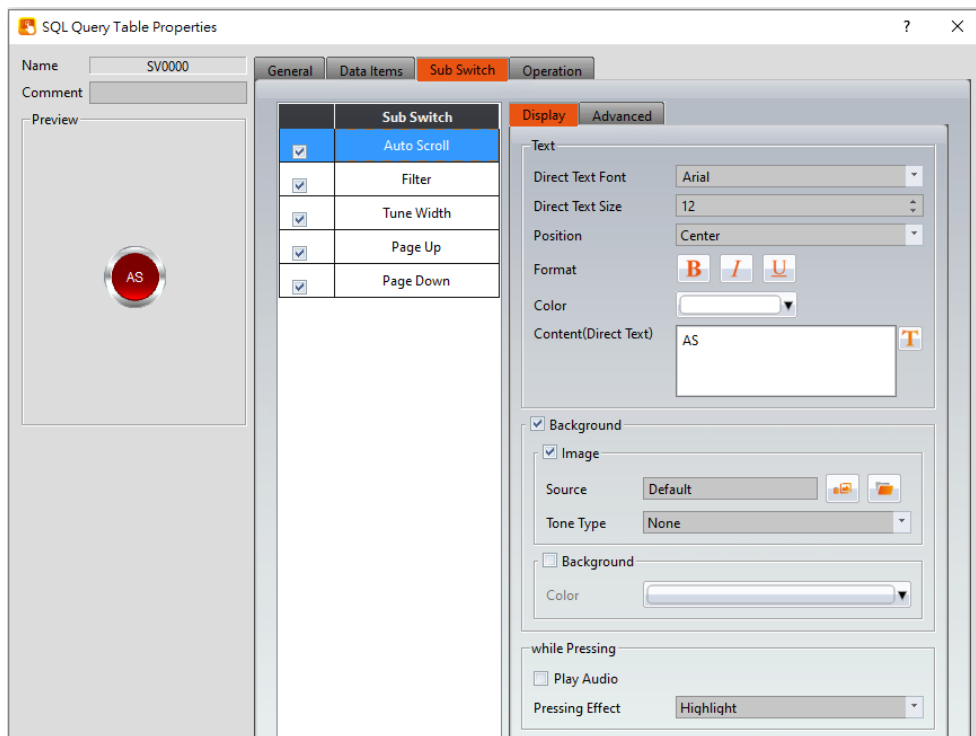 SQL Query Table Properties
?
Name SV0000
Comment
Preview
AS
General Data Items Sub Switch Operation
Sub Switch
Auto Scroll
Filter
Tune Width
Page Up
Page Down
Display Advanced
Text
Direct Text Font Arial
Direct Text Size 12
Position Center
Format B I U
Color
Content(Direct Text) AS T
Background
Image
Source Default
Tone Type None
Background
Color
while Pressing
Play Audio
Pressing Effect Highlight